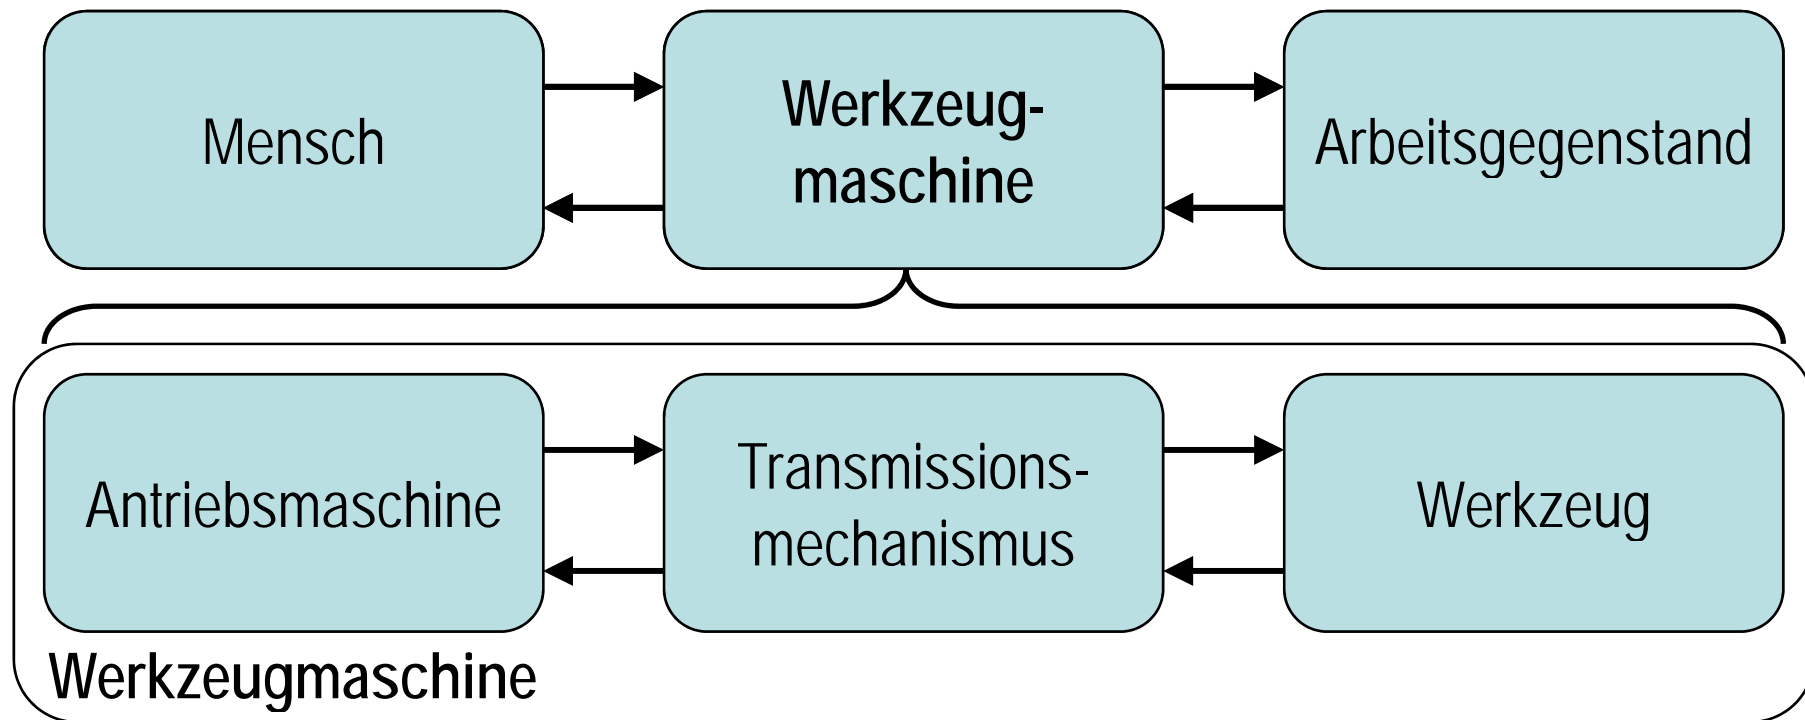 Mensch
Werkzeug-
maschine
Arbeitsgegenstand
Antriebsmaschine
Transmissions-
mechanismus
Werkzeug
Werkzeugmaschine